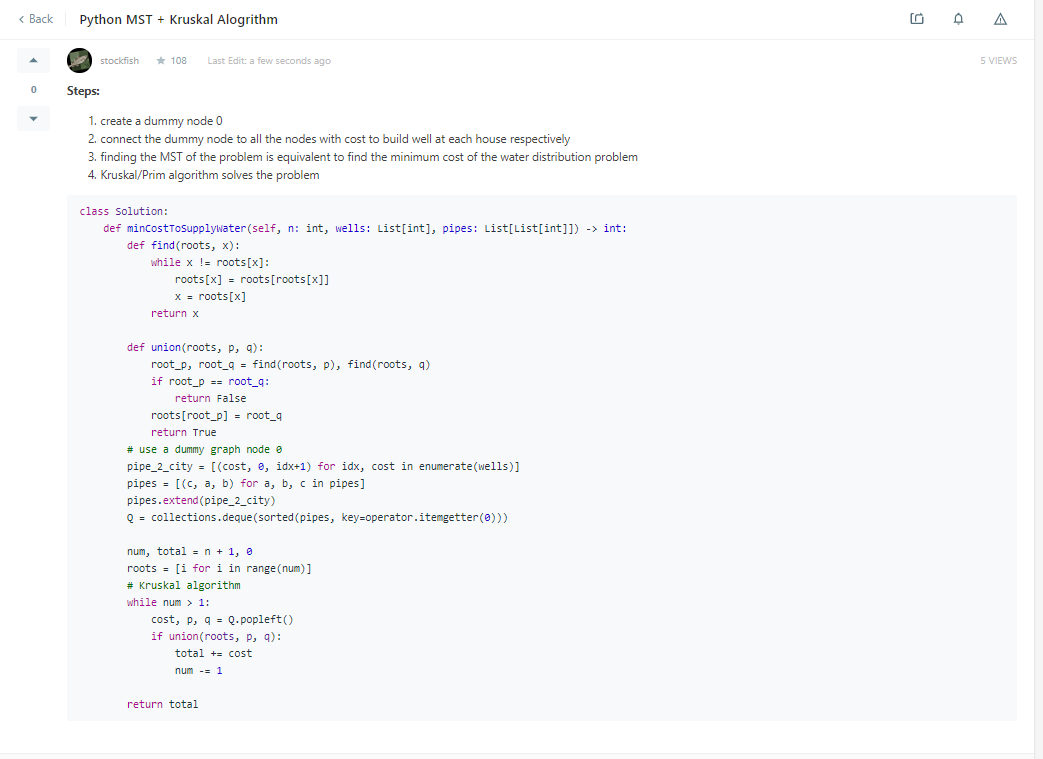 Back Python MST + Kruskal Alogrithm
stockfish 108 Last Edit: a few seconds ago 5 VIEWS
0 Steps:
1. create a dummy node 0
2. connect the dummy node to all the nodes with cost to build well at each house respectively
3. finding the MST of the problem is equivalent to find the minimum cost of the water distribution problem
4. Kruskal/Prim algorithm solves the problem
class Solution:
    def minCostToSupplyWater(self, n: int, wells: List[int], pipes: List[List[int]]) -> int:
        def find(roots, x):
            while x != roots[x]:
                roots[x] = roots[roots[x]]
                x = roots[x]
            return x
        def union(roots, p, q):
            root_p, root_q = find(roots, p), find(roots, q)
            if root_p == root_q:
                return False
            roots[root_p] = root_q
            return True
        # use a dummy graph node 0
        pipe_2_city = [(cost, 0, idx+1) for idx, cost in enumerate(wells)]
        pipes = [(c, a, b) for a, b, c in pipes]
        pipes.extend(pipe_2_city)
        Q = collections.deque(sorted(pipes, key=operator.itemgetter(0)))
        num, total = n + 1, 0
        roots = [i for i in range(num)]
        # Kruskal algorithm
        while num > 1:
            cost, p, q = Q.popleft()
            if union(roots, p, q):
                total += cost
                num -= 1
        return total